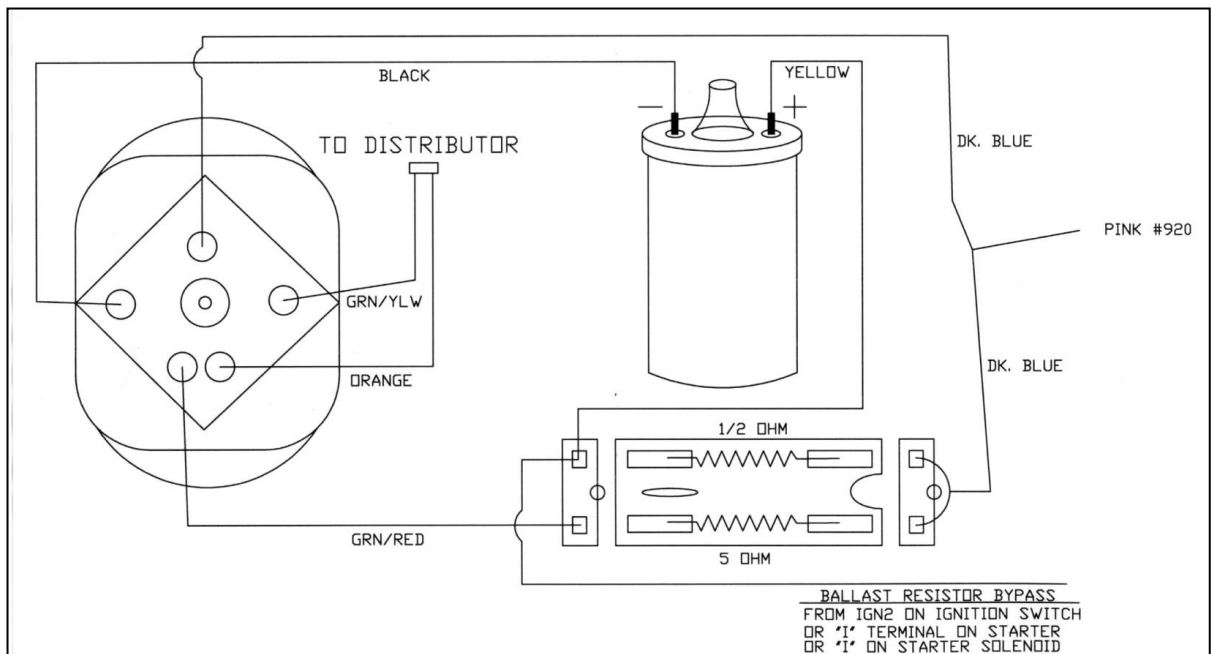 BLACK
YELLOW
— +
TO DISTRIBUTOR
DK. BLUE
PINK #920
GRN/YLW
DK. BLUE
ORANGE
1/2 OHM
GRN/RED
5 OHM
BALLAST RESISTOR BYPASS
FROM IGN2 ON IGNITION SWITCH
OR "I" TERMINAL ON STARTER
OR "I" ON STARTER SOLENOID